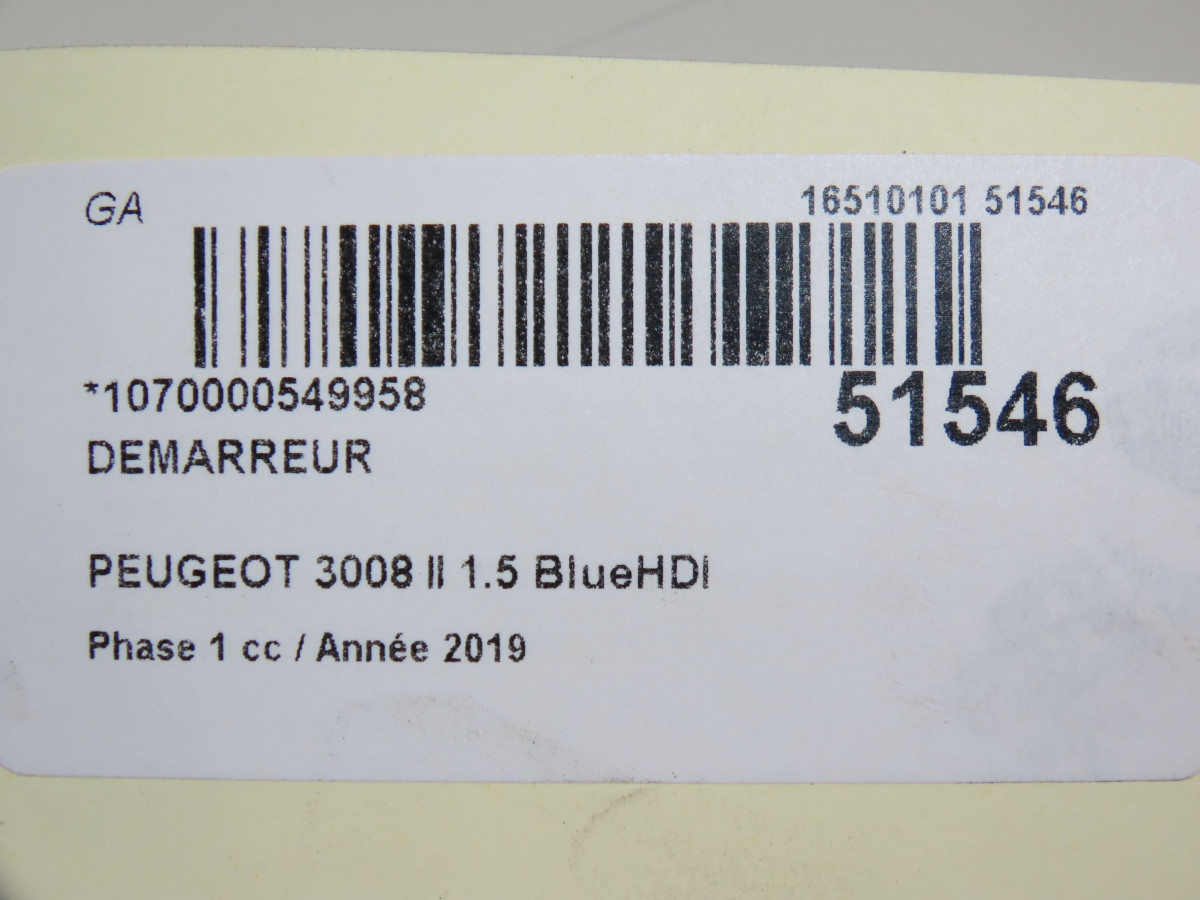 GA
16510101 51546
*1070000549958
51546
DEMARREUR
PEUGEOT 3008 II 1.5 BlueHDI
Phase 1 cc / Année 2019